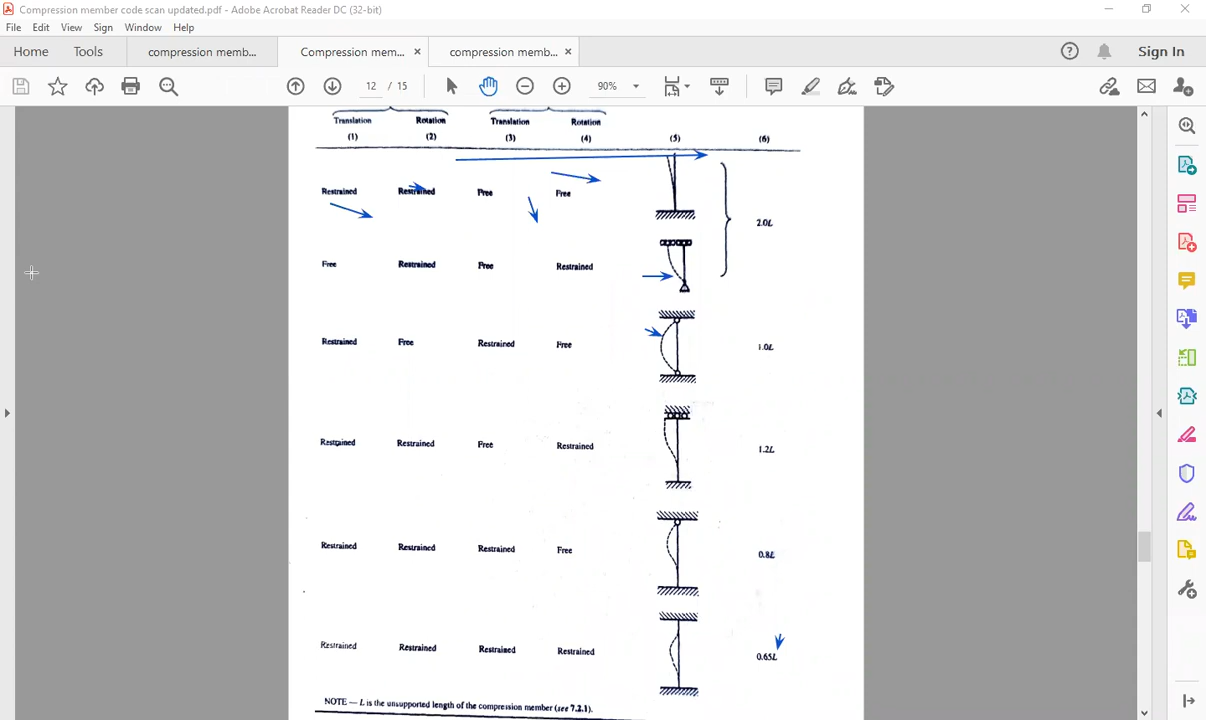 Compression member code scan updated.pdf - Adobe Acrobat Reader DC (32-bit)
File Edit View Sign Window Help
Home Tools compression memb... Compression mem... × compression memb... × Sign In
12 / 15 90%
Translation Rotation Translation Rotation
(1) (2) (3) (4) (5) (6)
Restrained Restrained Free Free
2.0L
Free Restrained Free Restrained
Restrained Free Restrained Free 1.0L
Restrained Restrained Free Restrained 1.2L
Restrained Restrained Restrained Free 0.8L
Restrained Restrained Restrained Restrained 0.65L
NOTE — L is the unsupported length of the compression member (see 7.2.1).